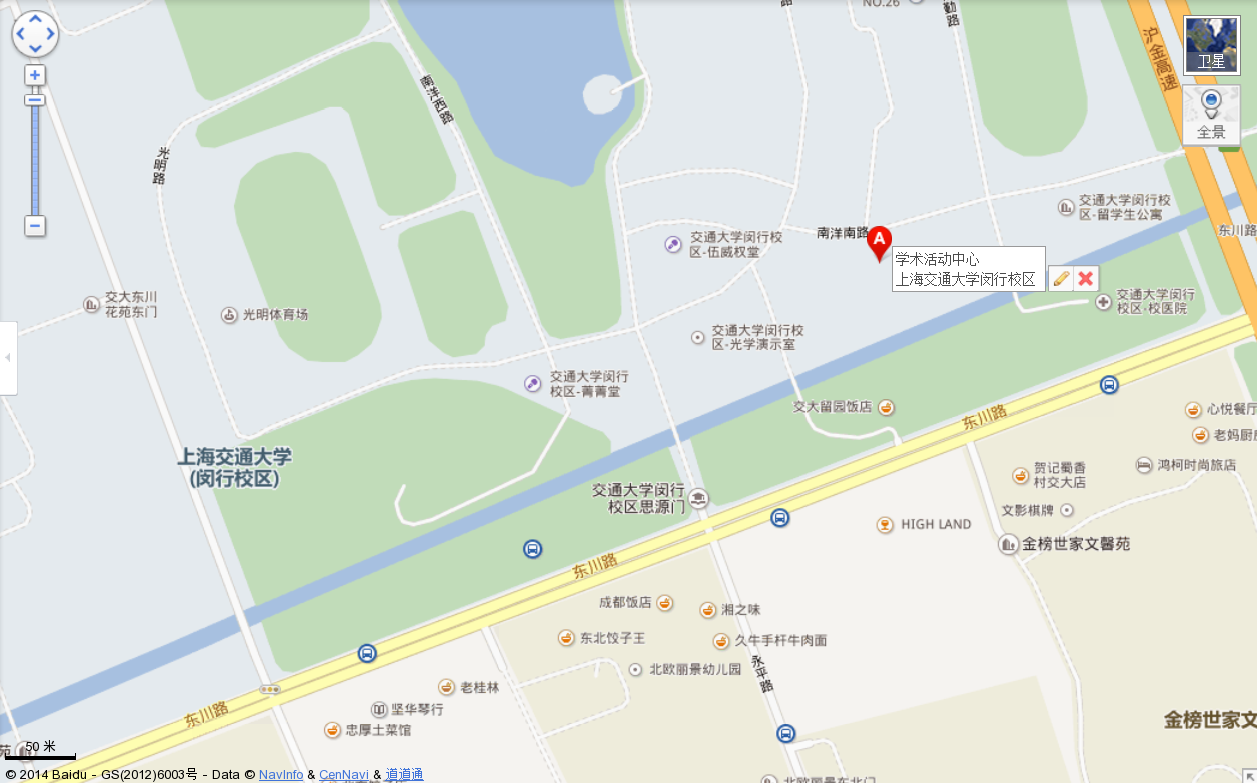 NO.26
勤路
沪金高速
卫星
全景
南洋西路
光明路
交通大学闵行校
区-留学生公寓
东川路
南洋南路
A
交通大学闵行校
区-伍威权堂
学术活动中心
上海交通大学闵行校区
交大东川
花苑东门
光明体育场
交通大学闵行
校区-校医院
交通大学闵行校
区-光学演示室
交通大学闵行
校区-菁菁堂
交大留园饭店
东川路
心悦餐厅
老妈厨房
上海交通大学
(闵行校区)
贺记蜀香
村交大店
鸿柯时尚旅店
交通大学闵行
校区思源门
文影棋牌
HIGH LAND
金榜世家文馨苑
东川路
成都饭店
湘之味
东北饺子王
久牛手杆牛肉面
北欧丽景幼儿园
永平路
老桂林
坚华琴行
东川路
忠厚土菜馆
金榜世家文
苑
50 米
© 2014 Baidu - GS(2012)6003号 - Data © NavInfo & CenNavi & 道道通